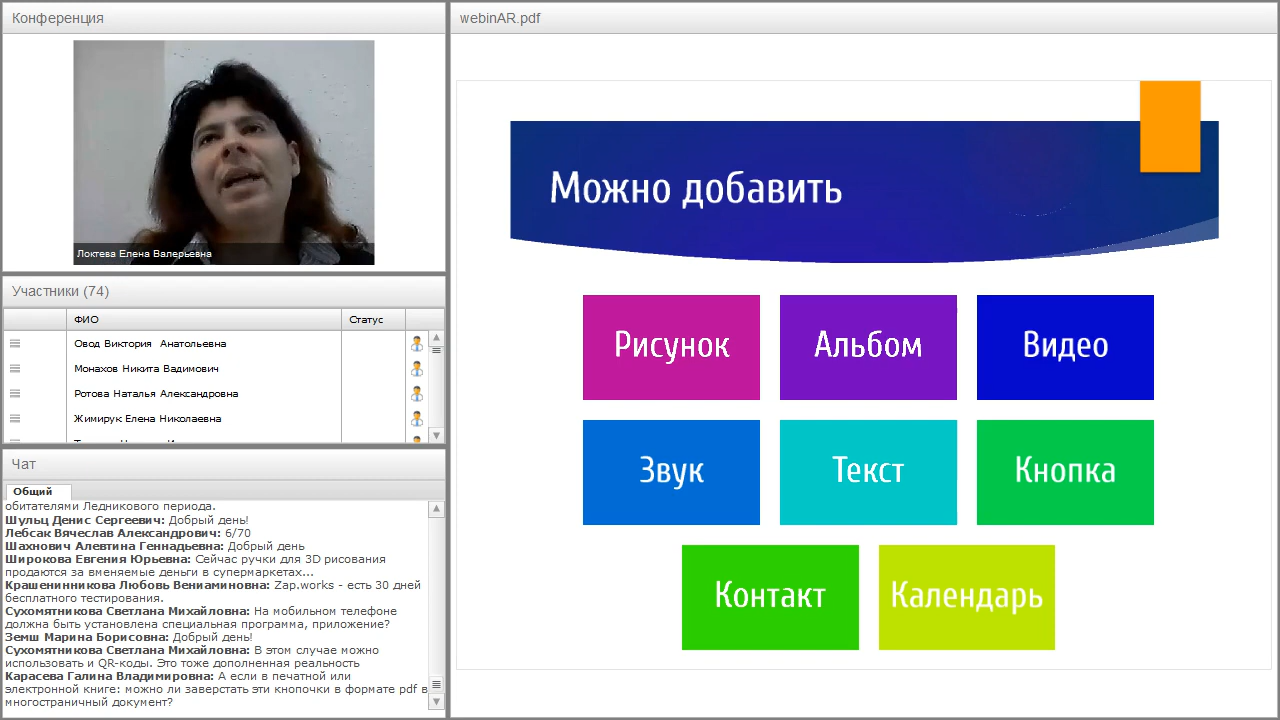 Конференция
Локтева Елена Валерьевна
Участники (74)
ФИО Статус
Овод Виктория Анатольевна
Монахов Никита Вадимович
Ротова Наталья Александровна
Жимирук Елена Николаевна
Чат
Общий
обитателями Ледникового периода.
Шульц Денис Сергеевич: Добрый день!
Лебсак Вячеслав Александрович: 6/70
Шахнович Алевтина Геннадьевна: Добрый день
Широкова Евгения Юрьевна: Сейчас ручки для 3D рисования
продаются за вменяемые деньги в супермаркетах...
Крашенинникова Любовь Вениаминовна: Zap.works - есть 30 дней
бесплатного тестирования.
Сухомятникова Светлана Михайловна: На мобильном телефоне
должна быть установлена специальная программа, приложение?
Земш Марина Борисовна: Добрый день!
Сухомятникова Светлана Михайловна: В этом случае можно
использовать и QR-коды. Это тоже дополненная реальность
Карасева Галина Владимировна: А если в печатной или
электронной книге: можно ли заверстать эти кнопочки в формате pdf в
многостраничный документ?
webinAR.pdf
Можно добавить
Рисунок Альбом Видео
Звук Текст Кнопка
Контакт Календарь